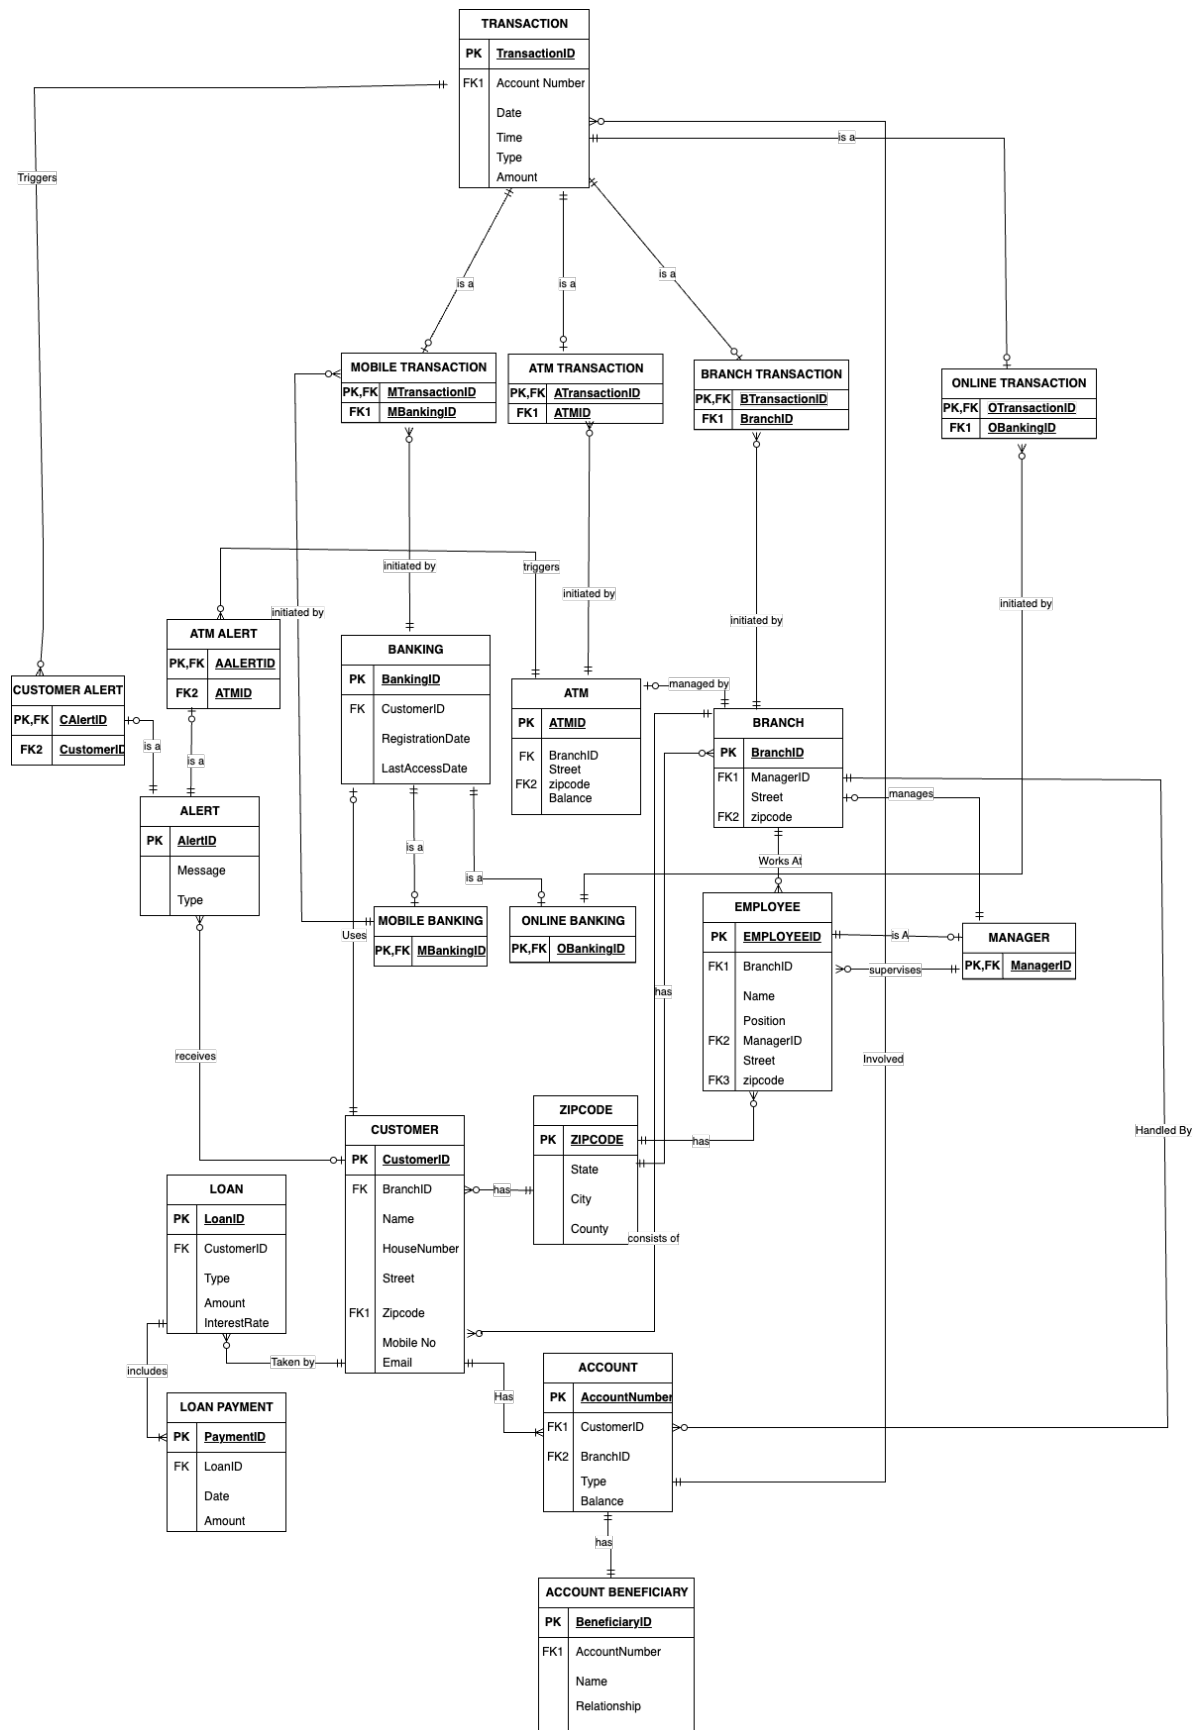 TRANSACTION
PK TransactionID
FK1 Account Number
Date
Time
Type
Amount
is a
Triggers
is a
is a
is a
MOBILE TRANSACTION
PK,FK MTransactionID
FK1 MBankingID
ATM TRANSACTION
PK,FK ATransactionID
FK1 ATMID
BRANCH TRANSACTION
PK,FK BTransactionID
FK1 BranchID
ONLINE TRANSACTION
PK,FK OTransactionID
FK1 OBankingID
initiated by
triggers
initiated by
initiated by
initiated by
initiated by
ATM ALERT
PK,FK AALERTID
FK2 ATMID
CUSTOMER ALERT
PK,FK CAlertID
FK2 CustomerID
is a
is a
BANKING
PK BankingID
FK CustomerID
RegistrationDate
LastAccessDate
ATM
PK ATMID
FK BranchID
Street
FK2 zipcode
Balance
managed by
BRANCH
PK BranchID
FK1 ManagerID
Street
FK2 zipcode
manages
ALERT
PK AlertID
Message
Type
is a
is a
Works At
MOBILE BANKING
PK,FK MBankingID
ONLINE BANKING
PK,FK OBankingID
Uses
EMPLOYEE
PK EMPLOYEEID
FK1 BranchID
Name
Position
FK2 ManagerID
Street
FK3 zipcode
is A
supervises
MANAGER
PK,FK ManagerID
has
receives
Involved
Handled By
CUSTOMER
PK CustomerID
FK BranchID
Name
HouseNumber
Street
FK1 Zipcode
Mobile No
Email
ZIPCODE
PK ZIPCODE
State
City
County
has
has
consists of
LOAN
PK LoanID
FK CustomerID
Type
Amount
InterestRate
includes
Taken by
Has
LOAN PAYMENT
PK PaymentID
FK LoanID
Date
Amount
ACCOUNT
PK AccountNumber
FK1 CustomerID
FK2 BranchID
Type
Balance
has
ACCOUNT BENEFICIARY
PK BeneficiaryID
FK1 AccountNumber
Name
Relationship